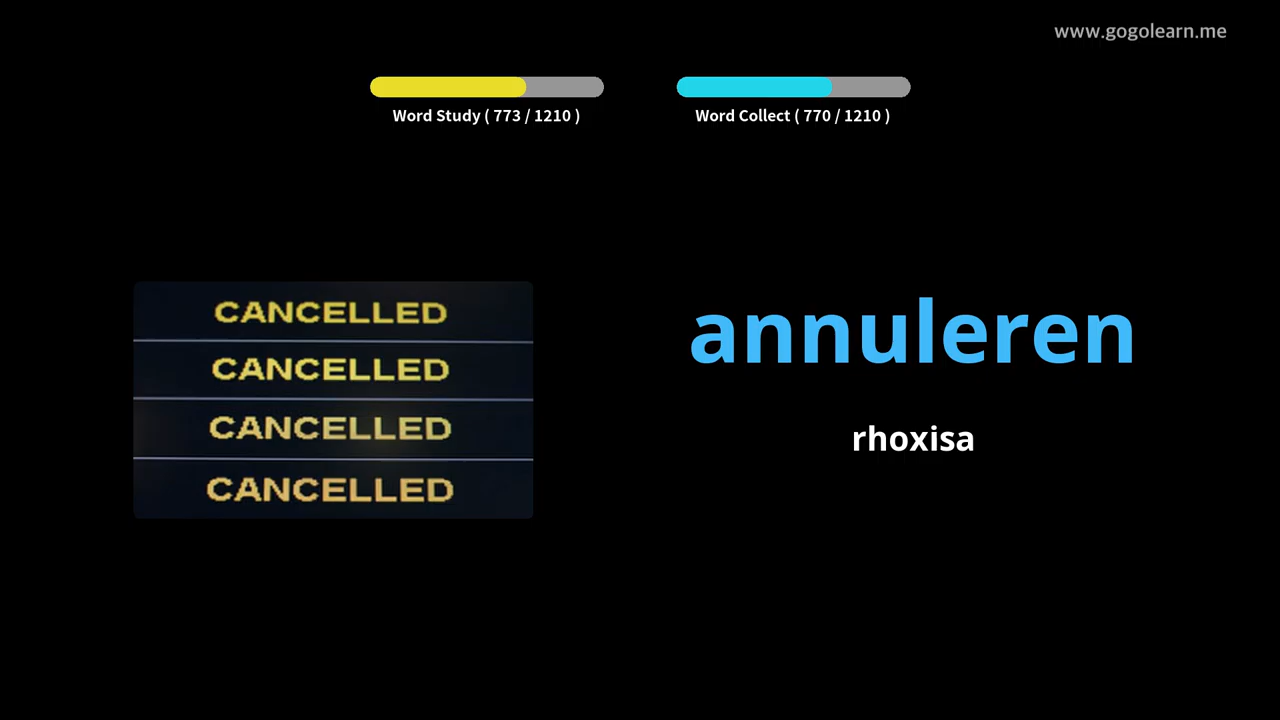 www.gogolearn.me
Word Study ( 773 / 1210 )
Word Collect ( 770 / 1210 )
CANCELLED
CANCELLED
CANCELLED
CANCELLED
annuleren
rhoxisa